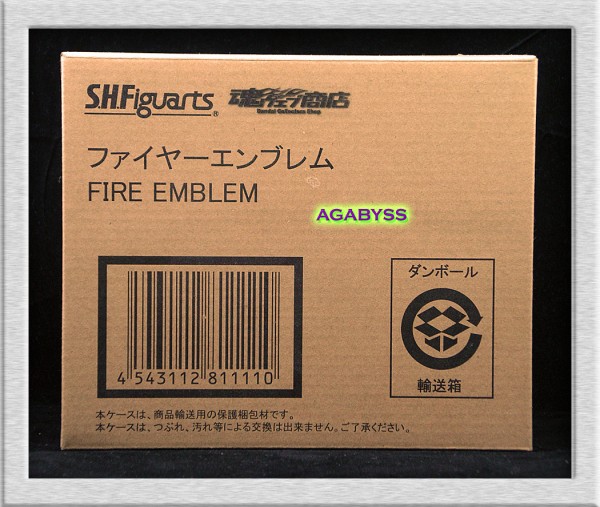 S.H.Figuarts® 魂ウェブ商店
Bandai Collectors Shop
ファイヤーエンブレム
FIRE EMBLEM
AGABYSS
4 543112 811110
ダンボール
輸送箱
本ケースは、商品輸送用の保護梱包材です。
本ケースは、つぶれ、汚れ等による交換は出来ません。ご了承ください。